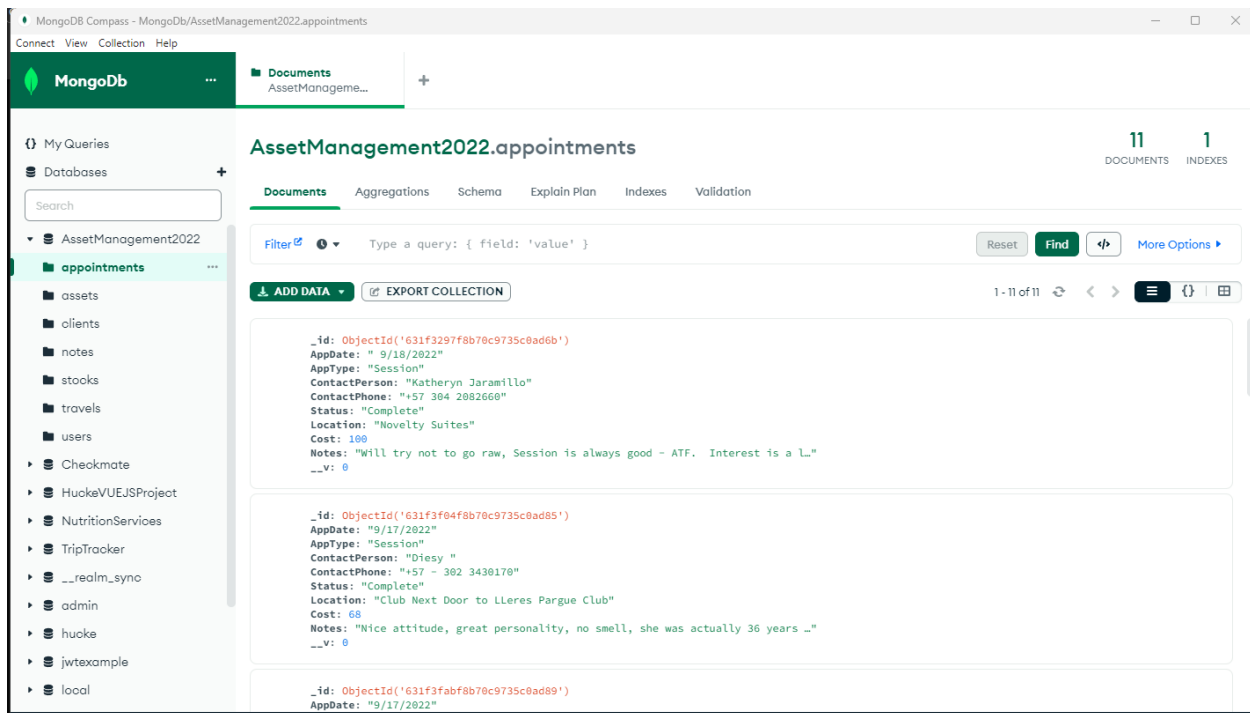 MongoDB Compass - MongoDb/AssetManagement2022.appointments
Connect View Collection Help
MongoDb ...
Documents
AssetManageme...
+
My Queries
Databases +
Search
AssetManagement2022
appointments ...
assets
clients
notes
stocks
travels
users
Checkmate
HuckeVUEJSProject
NutritionServices
TripTracker
__realm_sync
admin
hucke
jwtexample
local
AssetManagement2022.appointments
11 DOCUMENTS
1 INDEXES
Documents Aggregations Schema Explain Plan Indexes Validation
Filter Type a query: { field: 'value' } Reset Find </> More Options
ADD DATA EXPORT COLLECTION 1 - 11 of 11 {}
_id: ObjectId('631f3297f8b70c9735c0ad6b')
AppDate: " 9/18/2022"
AppType: "Session"
ContactPerson: "Katheryn Jaramillo"
ContactPhone: "+57 304 2082660"
Status: "Complete"
Location: "Novelty Suites"
Cost: 100
Notes: "Will try not to go raw, Session is always good - ATF.  Interest is a l…"
__v: 0
_id: ObjectId('631f3f04f8b70c9735c0ad85')
AppDate: "9/17/2022"
AppType: "Session"
ContactPerson: "Diesy "
ContactPhone: "+57 - 302 3430170"
Status: "Complete"
Location: "Club Next Door to LLeres Pargue Club"
Cost: 68
Notes: "Nice attitude, great personality, no smell, she was actually 36 years …"
__v: 0
_id: ObjectId('631f3fabf8b70c9735c0ad89')
AppDate: "9/17/2022"